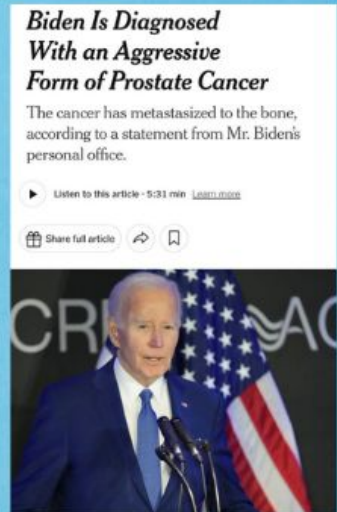 Biden Is Diagnosed
With an Aggressive
Form of Prostate Cancer
The cancer has metastasized to the bone,
according to a statement from Mr. Biden's
personal office.
Listen to this article · 5:31 min Learn more
Share full article
CRI
AC